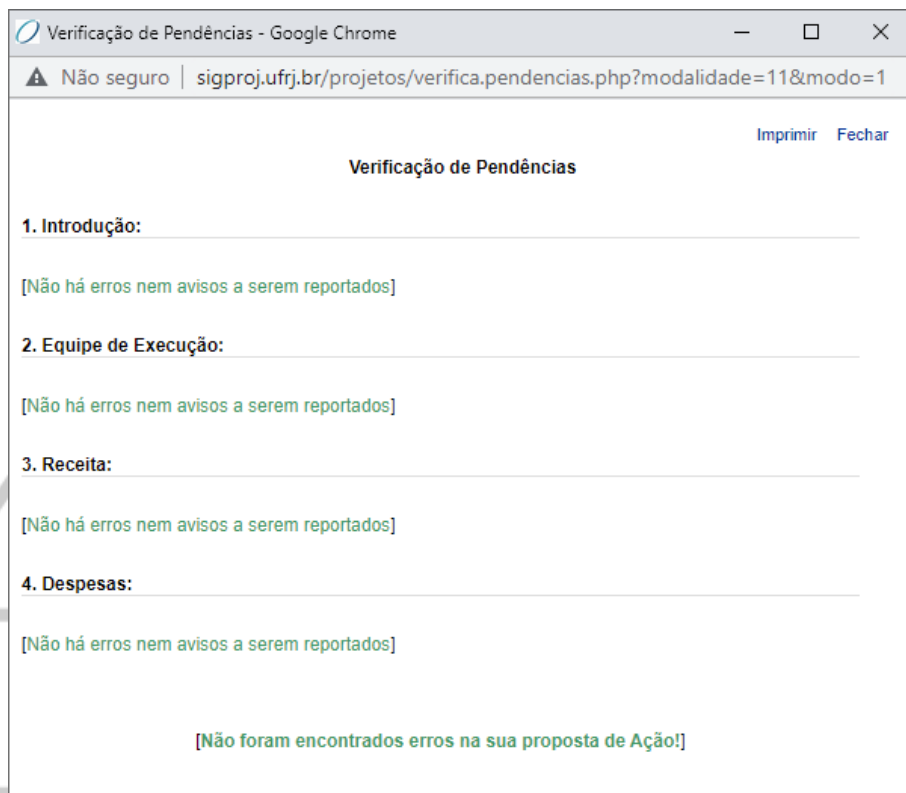 Verificação de Pendências - Google Chrome
Não seguro | sigproj.ufrj.br/projetos/verifica.pendencias.php?modalidade=11&modo=1
Imprimir Fechar
Verificação de Pendências
1. Introdução:
[Não há erros nem avisos a serem reportados]
2. Equipe de Execução:
[Não há erros nem avisos a serem reportados]
3. Receita:
[Não há erros nem avisos a serem reportados]
4. Despesas:
[Não há erros nem avisos a serem reportados]
[Não foram encontrados erros na sua proposta de Ação!]